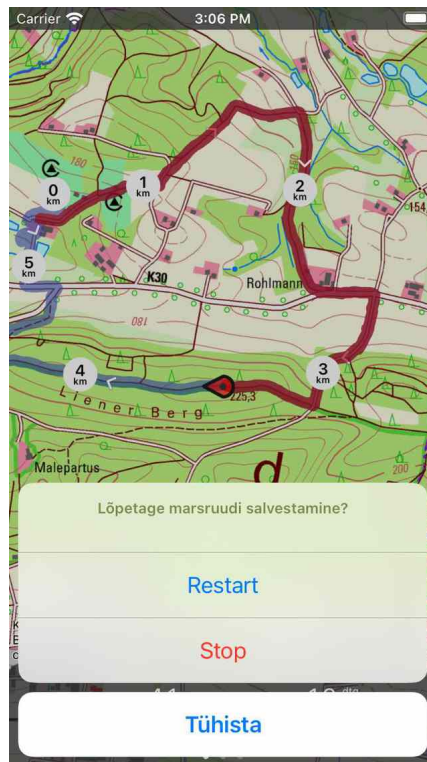 Carrier
3:06 PM
180
0
km
1
km
2
km
154
5
km
K30
Rohlmann
180
4
km
3
km
225,3
Liener Berg
d
200
Malepartus
Lõpetage marsruudi salvestamine?
Restart
Stop
Tühista